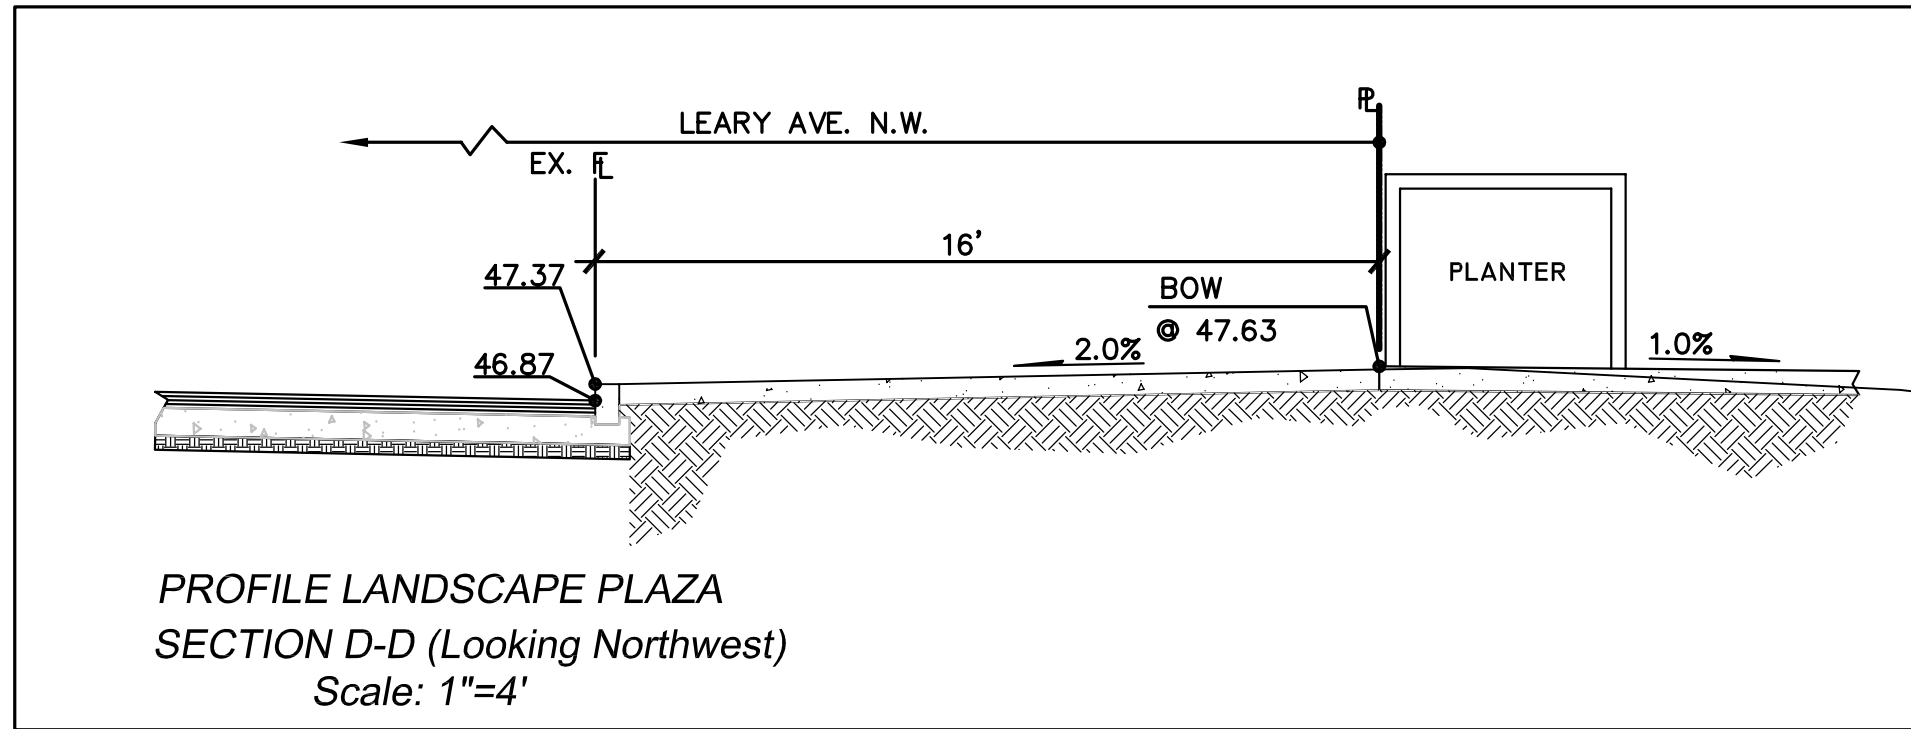 PL
LEARY AVE. N.W.
EX. FL
16'
47.37
BOW
@ 47.63
PLANTER
46.87
2.0%
1.0%
PROFILE LANDSCAPE PLAZA
SECTION D-D (Looking Northwest)
Scale: 1"=4'